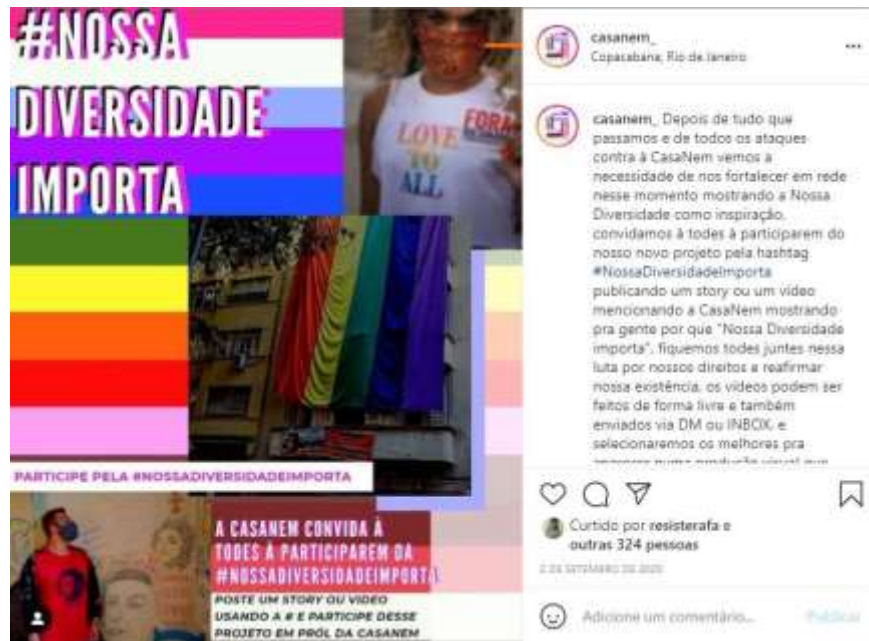 #NOSSA
DIVERSIDADE
IMPORTA
LOVE
TO
ALL
FORA
PARTICIPE PELA #NOSSADIVERSIDADEIMPORTA
A CASANEM CONVIDA À
TODES À PARTICIPAREM DA
#NOSSADIVERSIDADEIMPORTA
POSTE UM STORY OU VIDEO
USANDO A # E PARTICIPE DESSE
PROJETO EM PRÓL DA CASANEM
casanem_
Copacabana, Rio de Janeiro
casanem_ Depois de tudo que
passamos e de todos os ataques
contra à CasaNem vemos a
necessidade de nos fortalecer em rede
nesse momento mostrando a Nossa
Diversidade como inspiração,
convidamos à todes à participarem do
nosso novo projeto pela hashtag
#NossaDiversidadeImporta
publicando um story ou um vídeo
mencionando a CasaNem mostrando
pra gente por que "Nossa Diversidade
importa", fiquemos todes juntes nessa
luta por nossos direitos e reafirmar
nossa existência, os vídeos podem ser
feitos de forma livre e também
enviados via DM ou INBOX, e
selecionaremos os melhores pra
Curtido por resisterafa e
outras 324 pessoas
2 DE SETEMBRO DE 2020
Adicione um comentário...
Publicar